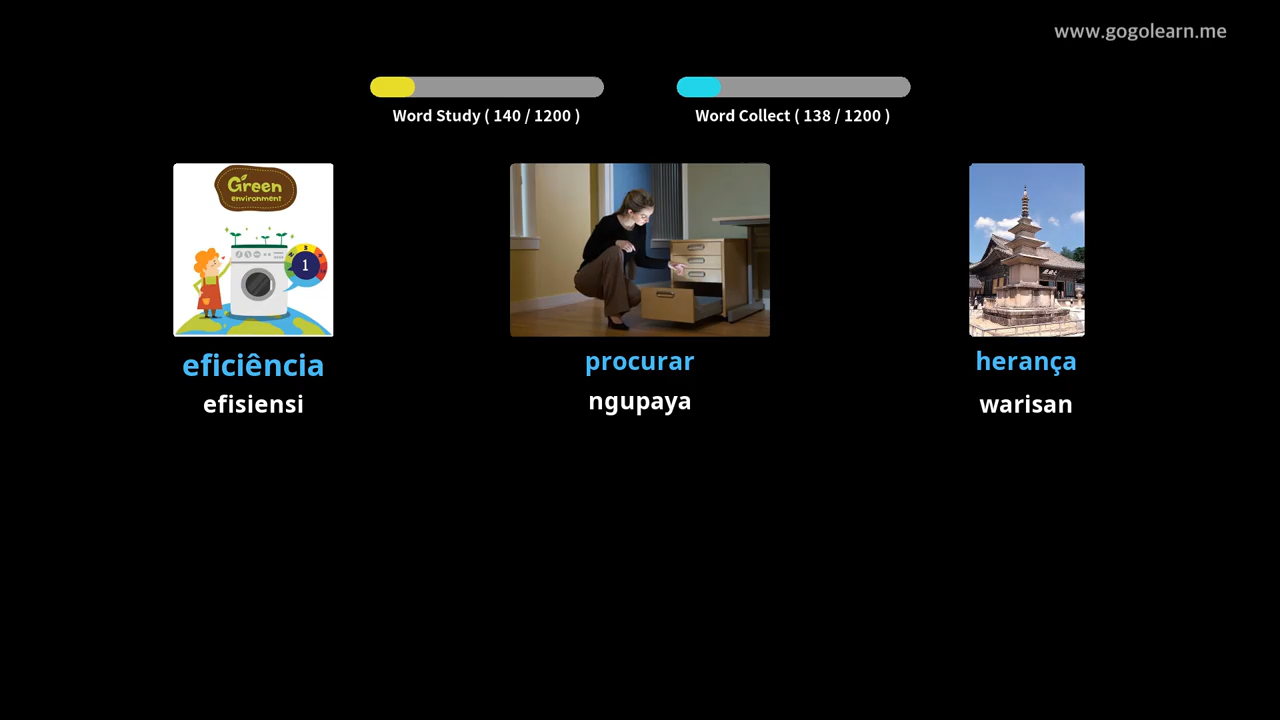 www.gogolearn.me
Word Study ( 140 / 1200 )
Word Collect ( 138 / 1200 )
Green
environment
1
eficiência
efisiensi
procurar
ngupaya
herança
warisan